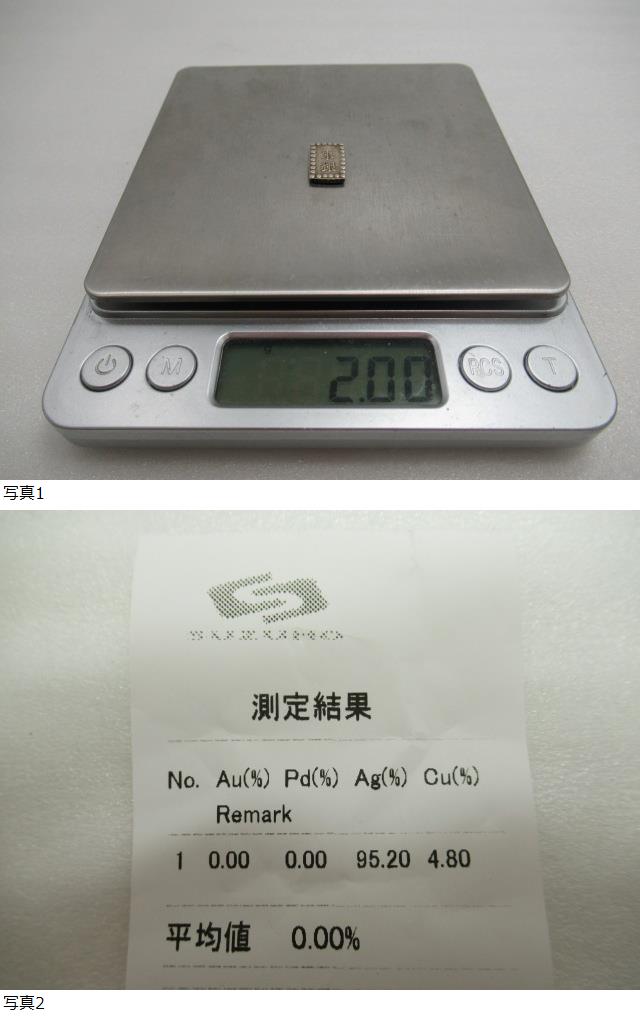 M
2.00
PCS
T
写真1
測定結果
No. Au(%) Pd(%) Ag(%) Cu(%)
Remark
1 0.00 0.00 95.20 4.80
平均値 0.00%
写真2